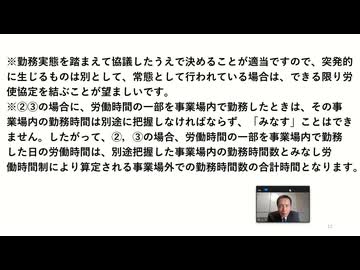 ※勤務実態を踏まえて協議したうえで決めることが適当ですので、突発的
に生じるものは別として、常態として行われている場合は、できる限り労
使協定を結ぶことが望ましいです。
※②③の場合に、労働時間の一部を事業場内で勤務したときは、その事
業場内の勤務時間は別途に把握しなければならず、「みなす」ことはでき
ません。したがって、②，③の場合、労働時間の一部を事業場内で勤務
した日の労働時間は、別途把握した事業場内の勤務時間数とみなし労
働時間制により算定される事業場外での勤務時間数の合計時間となります。